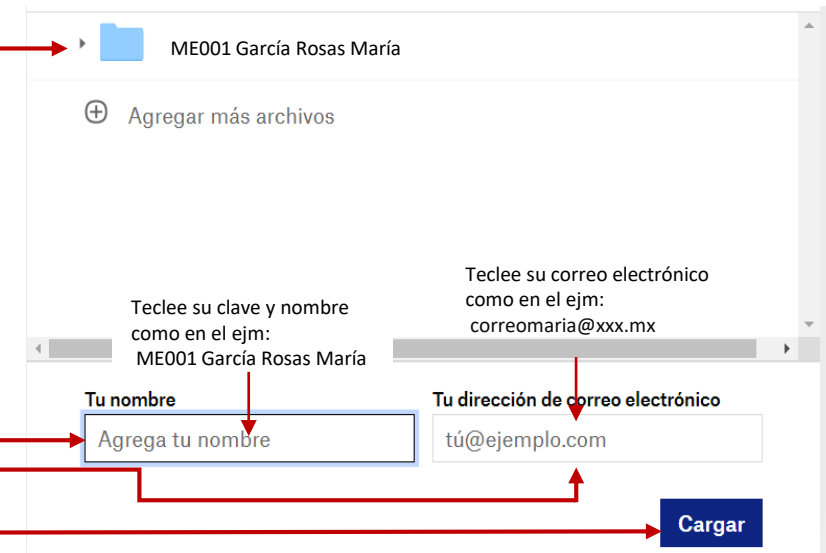 ME001 García Rosas María
Agregar más archivos
Teclee su clave y nombre
como en el ejm:
ME001 García Rosas María
Teclee su correo electrónico
como en el ejm:
correomaria@xxx.mx
Tu nombre
Agrega tu nombre
Tu dirección de correo electrónico
tú@ejemplo.com
Cargar